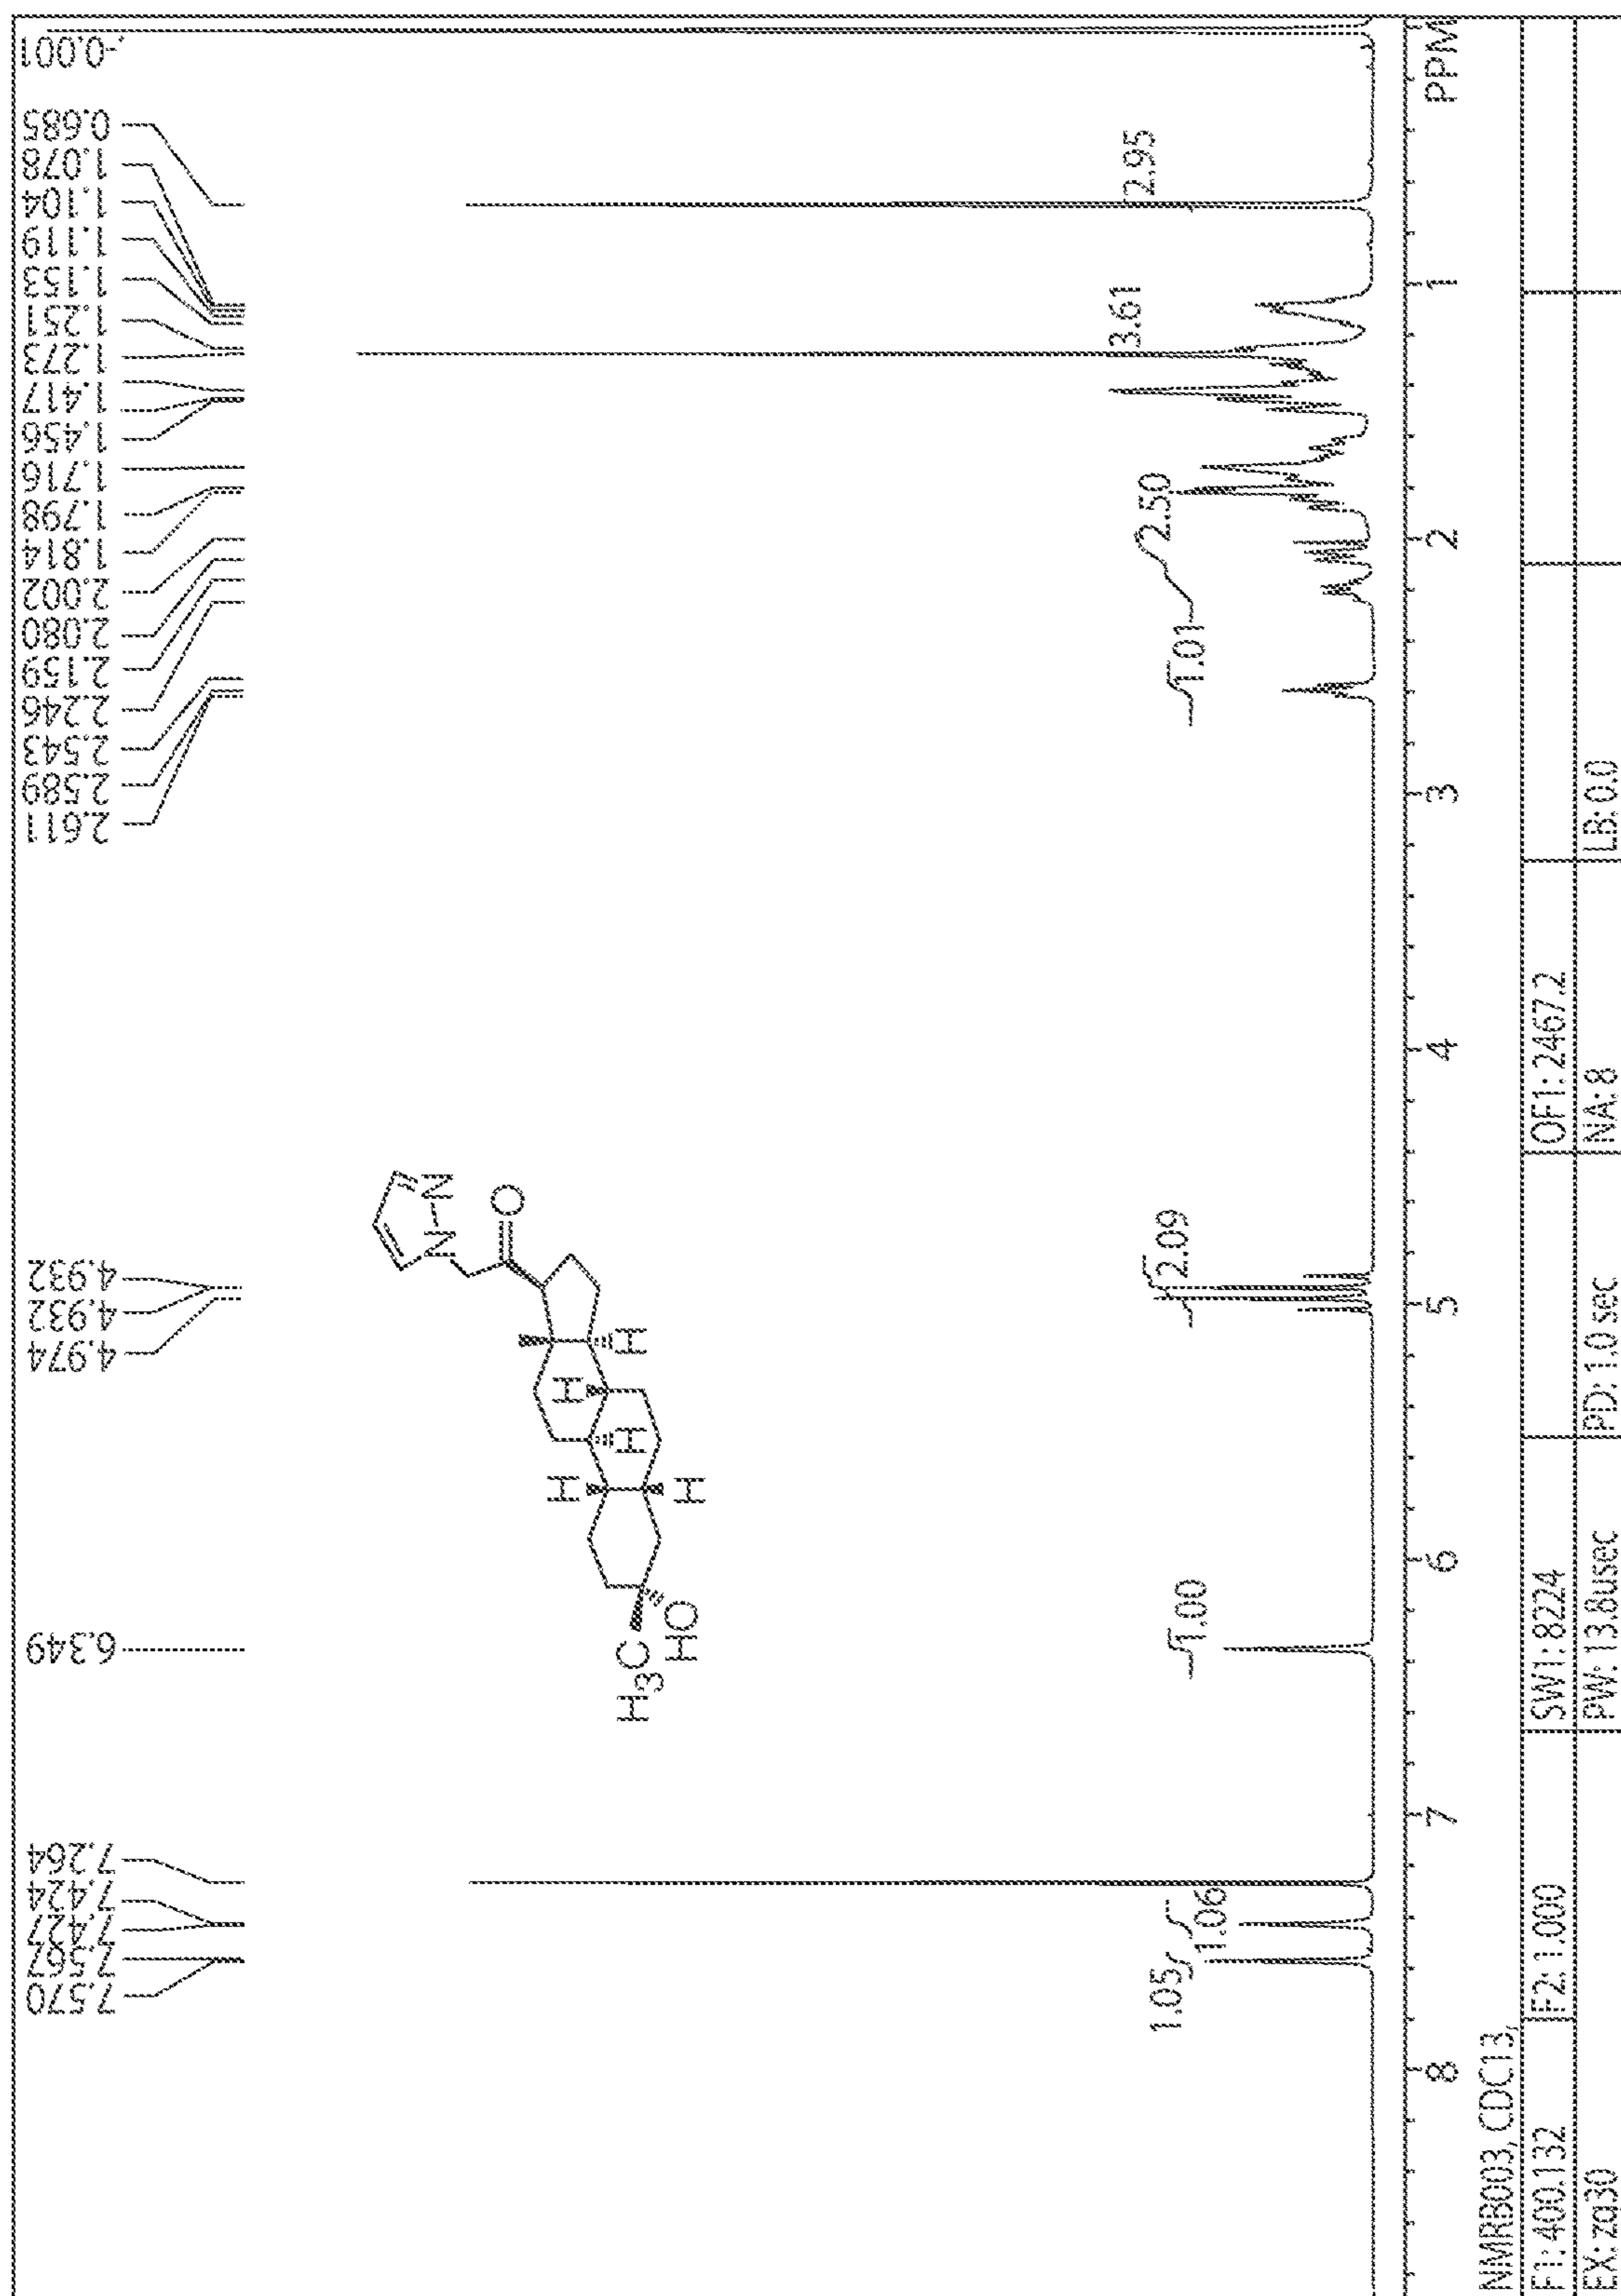 7.570
7.567
7.427
7.424
7.264
6.349
4.974
4.932
4.932
2.611
2.589
2.543
2.246
2.159
2.080
2.002
1.814
1.798
1.716
1.456
1.417
1.273
1.251
1.153
1.119
1.104
1.078
0.685
-0.001
N
N
O
H
H
H
H
H
H3C
HO
1.05
1.06
1.00
2.09
1.01
2.50
3.61
2.95
8
7
6
5
4
3
2
1
PPM
NMRB003, CDC13,
F1: 400.132
F2: 1.000
SW1: 8224
OF1: 2467.2
EX: zq30
PW: 13.8usec
PD: 1.0 sec
NA: 8
LB: 0.0